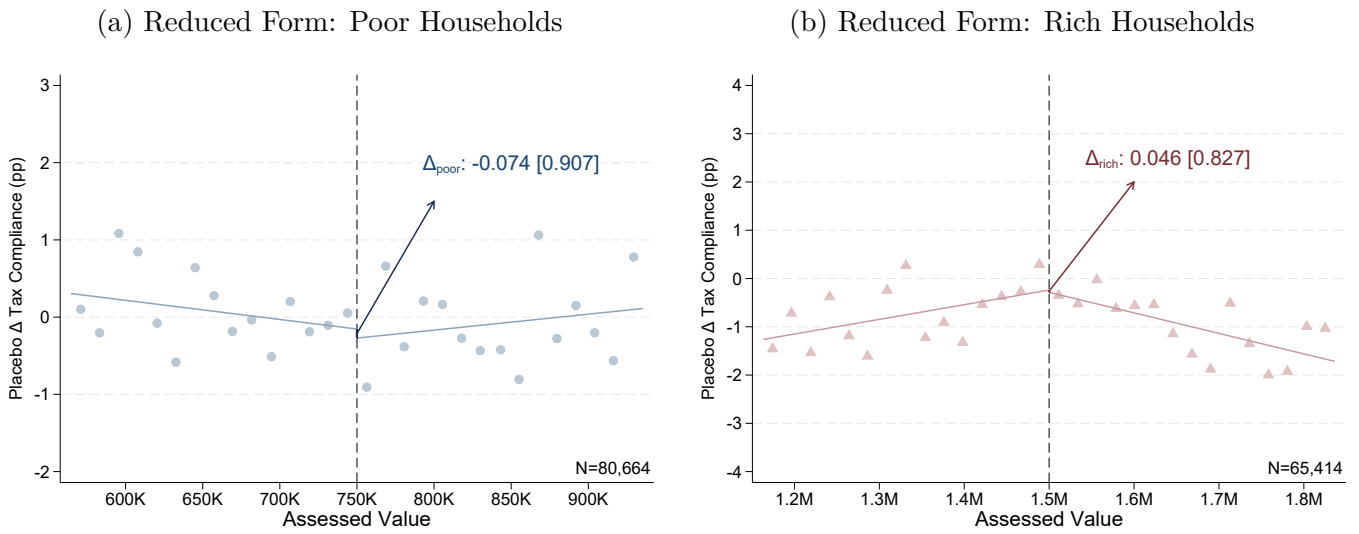 (a) Reduced Form: Poor Households
3
2
1
0
-1
-2
Placebo Δ Tax Compliance (pp)
Δpoor: -0.074 [0.907]
N=80,664
600K 650K 700K 750K 800K 850K 900K
Assessed Value
(b) Reduced Form: Rich Households
4
3
2
1
0
-1
-2
-3
-4
Placebo Δ Tax Compliance (pp)
Δrich: 0.046 [0.827]
N=65,414
1.2M 1.3M 1.4M 1.5M 1.6M 1.7M 1.8M
Assessed Value